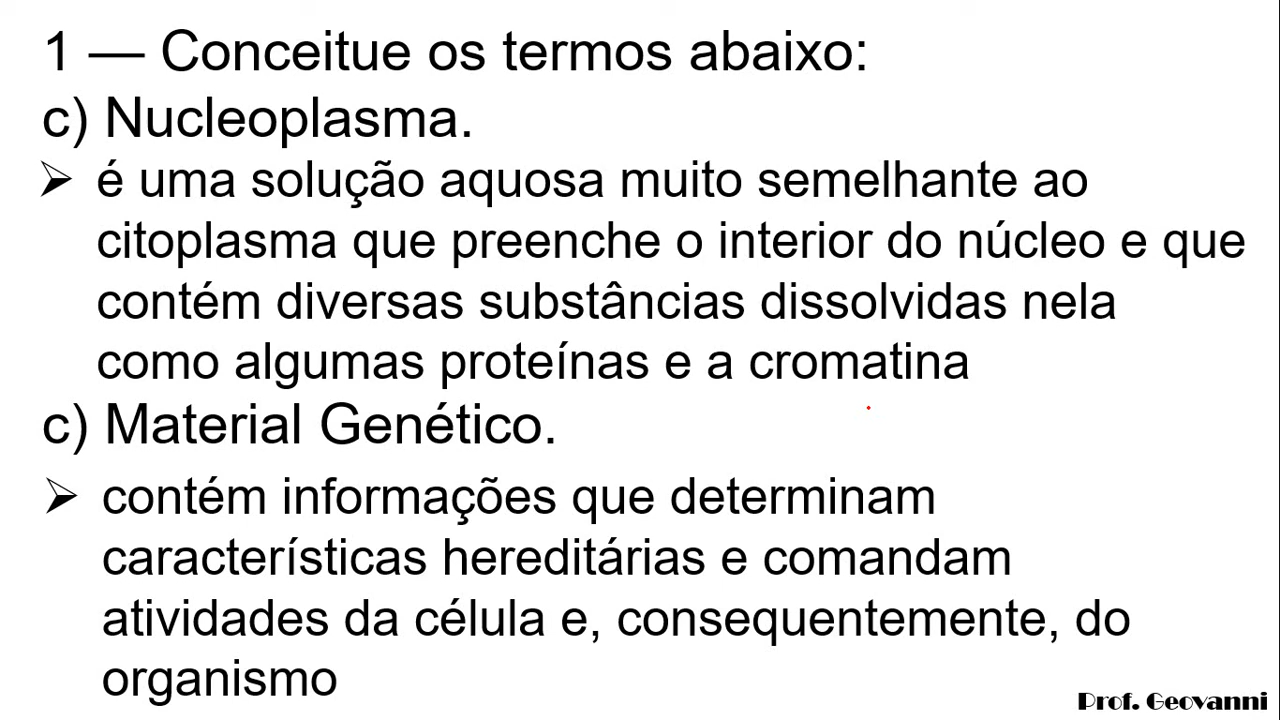 1 — Conceitue os termos abaixo:
c) Nucleoplasma.
➢ é uma solução aquosa muito semelhante ao
citoplasma que preenche o interior do núcleo e que
contém diversas substâncias dissolvidas nela
como algumas proteínas e a cromatina
c) Material Genético.
➢ contém informações que determinam
características hereditárias e comandam
atividades da célula e, consequentemente, do
organismo
Prof. Geovanni